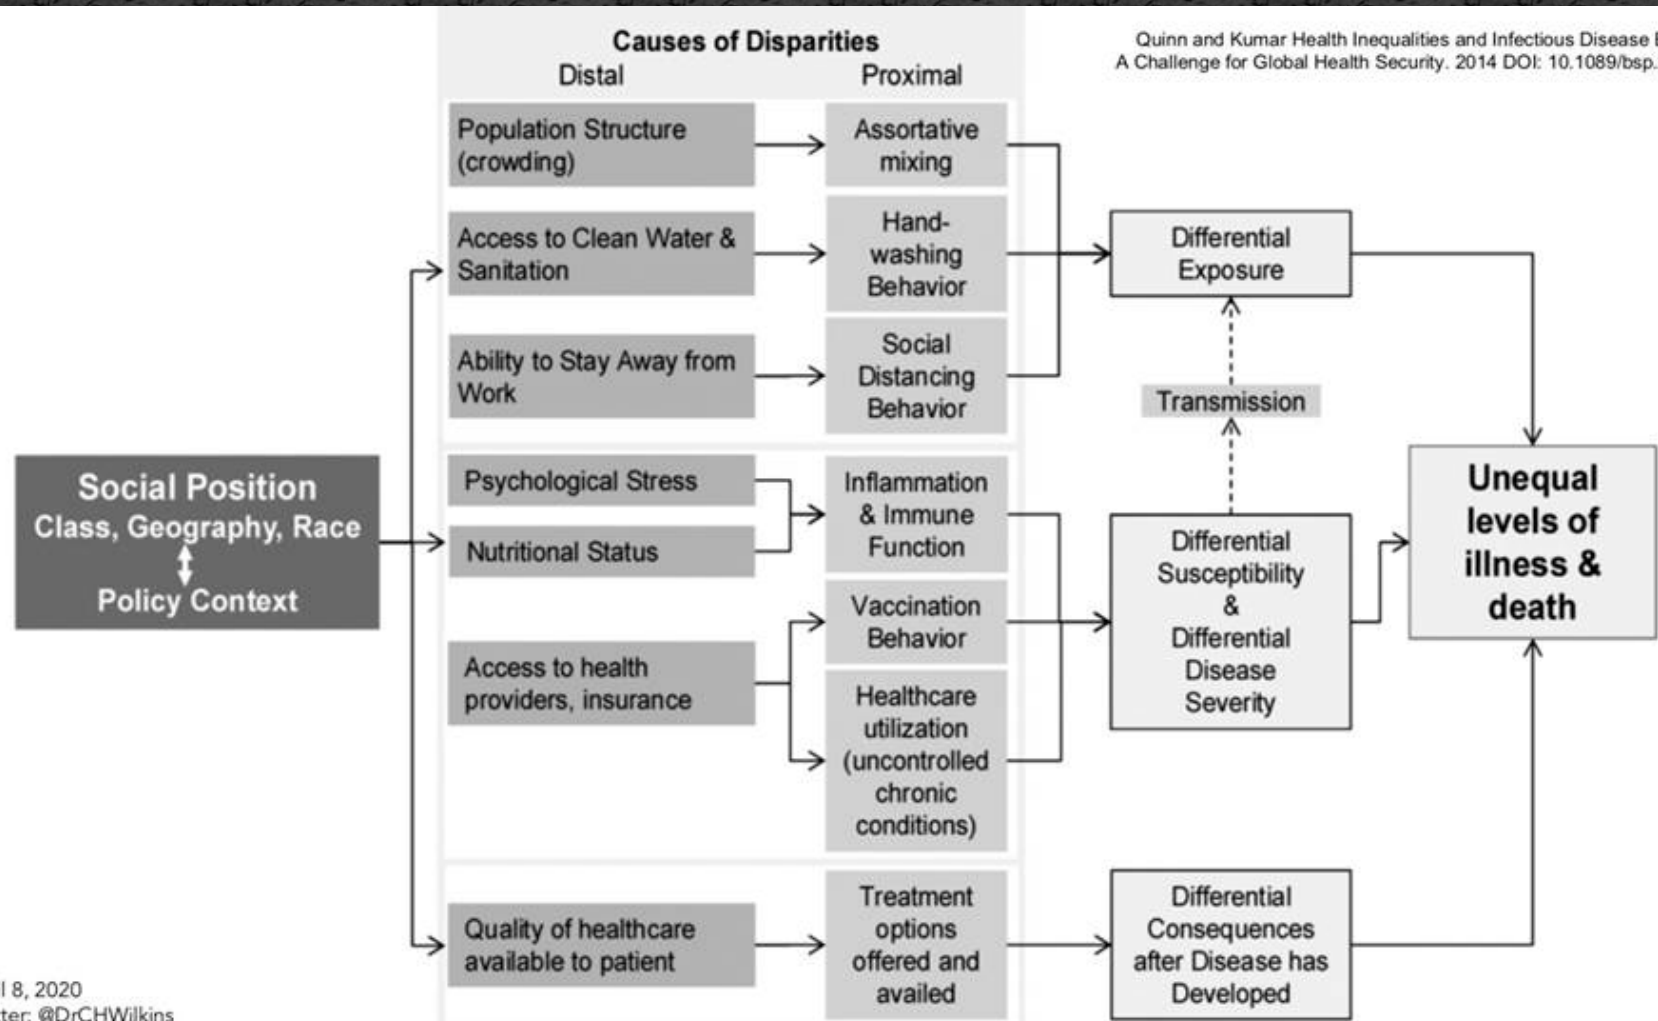 Causes of Disparities
Distal
Proximal
Quinn and Kumar Health Inequalities and Infectious Disease
A Challenge for Global Health Security. 2014 DOI: 10.1089/bsp.
Population Structure
(crowding)
Assortative
mixing
Access to Clean Water &
Sanitation
Hand-
washing
Behavior
Differential
Exposure
Ability to Stay Away from
Work
Social
Distancing
Behavior
Transmission
Social Position
Class, Geography, Race
Policy Context
Psychological Stress
Nutritional Status
Inflammation
& Immune
Function
Vaccination
Behavior
Access to health
providers, insurance
Healthcare
utilization
(uncontrolled
chronic
conditions)
Differential
Susceptibility
&
Differential
Disease
Severity
Unequal
levels of
illness &
death
Quality of healthcare
available to patient
Treatment
options
offered and
availed
Differential
Consequences
after Disease has
Developed
8, 2020
@DrCHWilkins